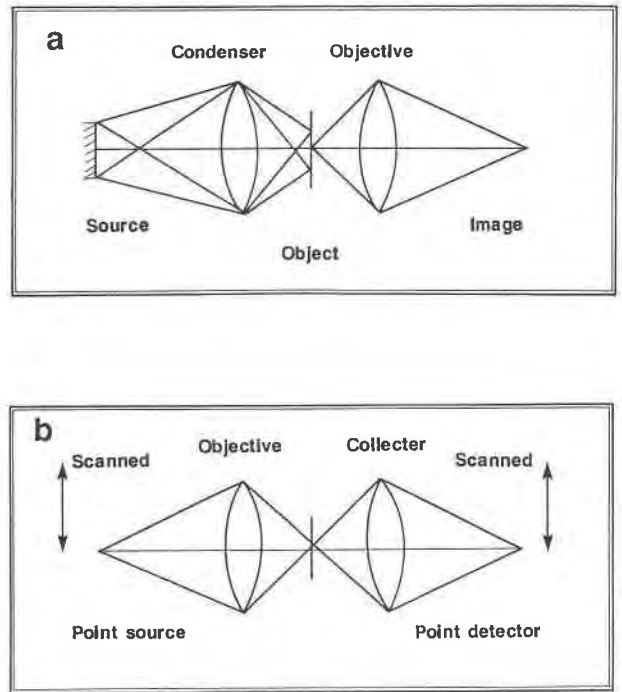 a
Condenser Objective
Source Image
Object
b
Scanned Objective Collecter Scanned
Point source Point detector